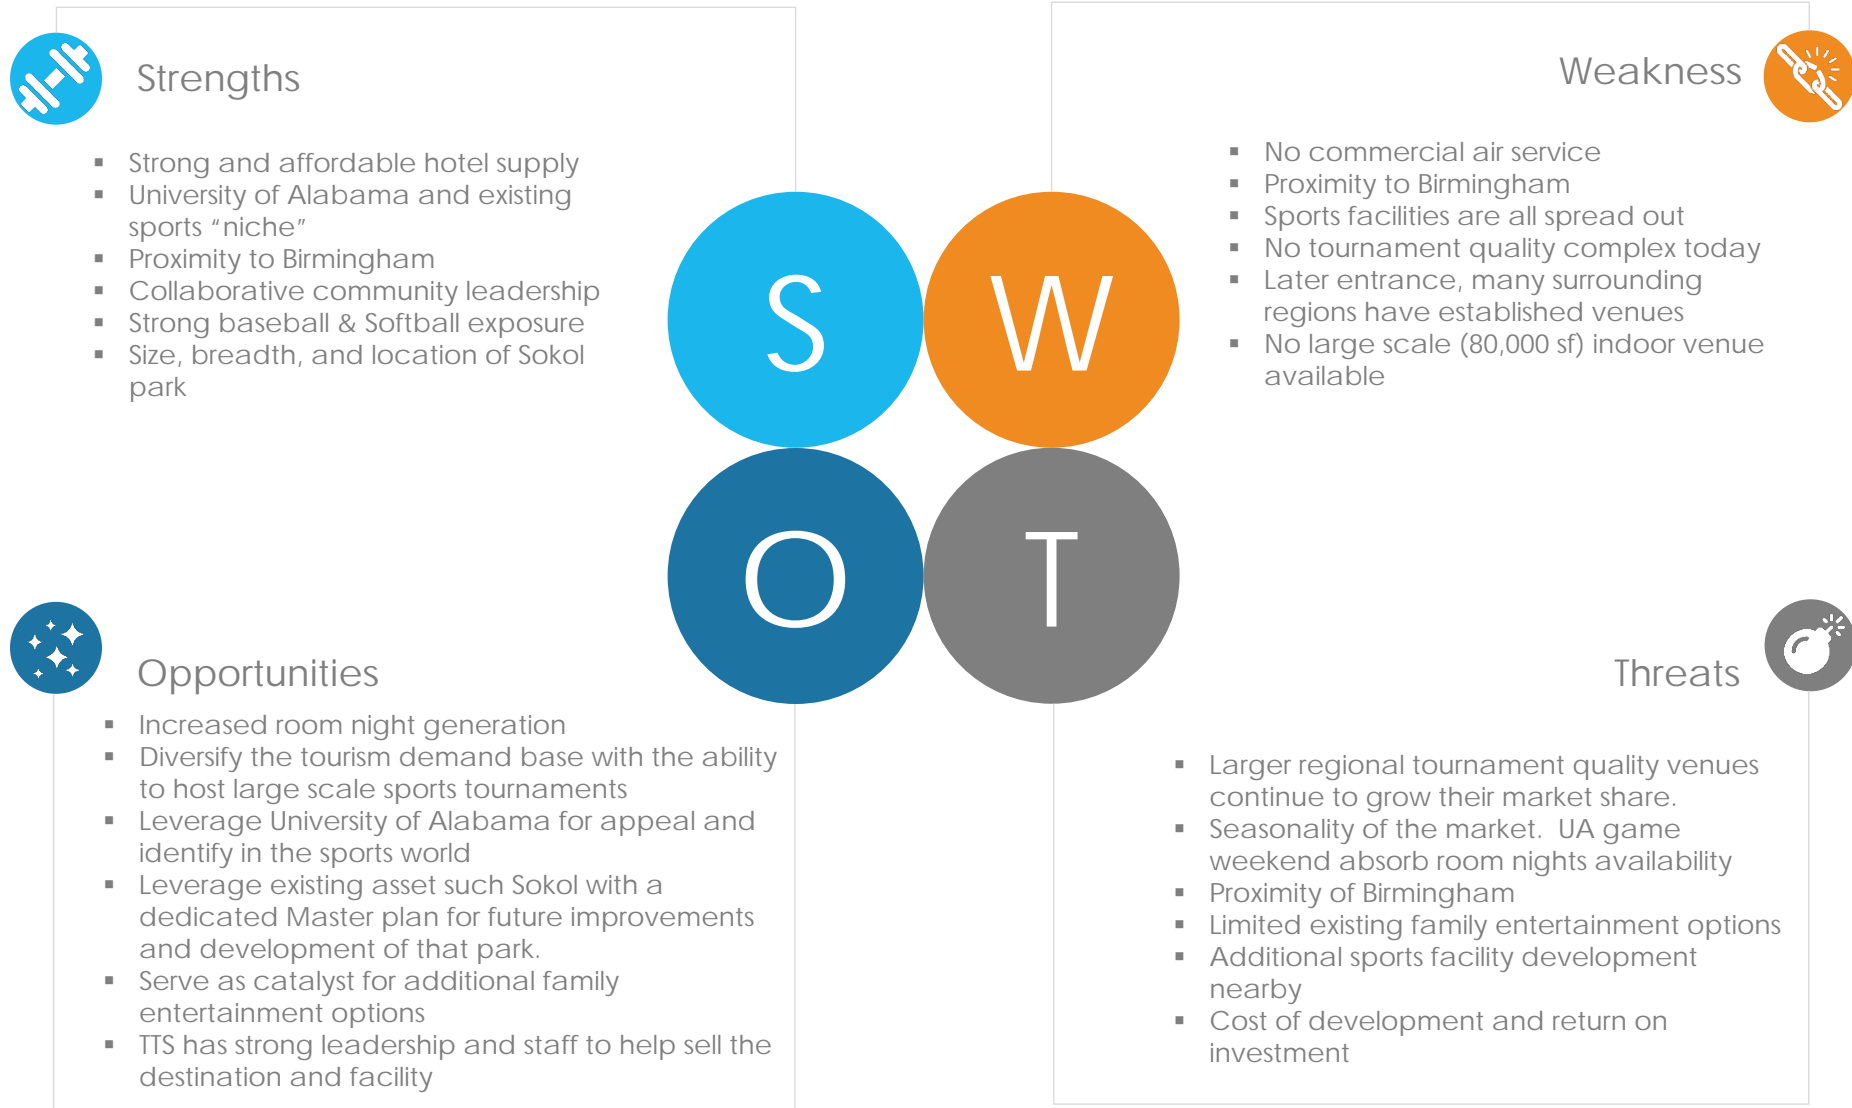 Strengths
▪ Strong and affordable hotel supply
▪ University of Alabama and existing
sports “niche”
▪ Proximity to Birmingham
▪ Collaborative community leadership
▪ Strong baseball & Softball exposure
▪ Size, breadth, and location of Sokol
park
Weakness
▪ No commercial air service
▪ Proximity to Birmingham
▪ Sports facilities are all spread out
▪ No tournament quality complex today
▪ Later entrance, many surrounding
regions have established venues
▪ No large scale (80,000 sf) indoor venue
available
S
W
O
T
Opportunities
▪ Increased room night generation
▪ Diversify the tourism demand base with the ability
to host large scale sports tournaments
▪ Leverage University of Alabama for appeal and
identify in the sports world
▪ Leverage existing asset such Sokol with a
dedicated Master plan for future improvements
and development of that park.
▪ Serve as catalyst for additional family
entertainment options
▪ TTS has strong leadership and staff to help sell the
destination and facility
Threats
▪ Larger regional tournament quality venues
continue to grow their market share.
▪ Seasonality of the market.  UA game
weekend absorb room nights availability
▪ Proximity of Birmingham
▪ Limited existing family entertainment options
▪ Additional sports facility development
nearby
▪ Cost of development and return on
investment